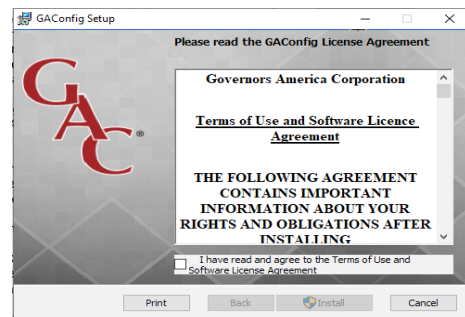 GAConfig Setup
Please read the GAConfig License Agreement
GAC®
Governors America Corporation
Terms of Use and Software Licence
Agreement
THE FOLLOWING AGREEMENT
CONTAINS IMPORTANT
INFORMATION ABOUT YOUR
RIGHTS AND OBLIGATIONS AFTER
INSTALLING
I have read and agree to the Terms of Use and
Software License Agreement
Print Back Install Cancel